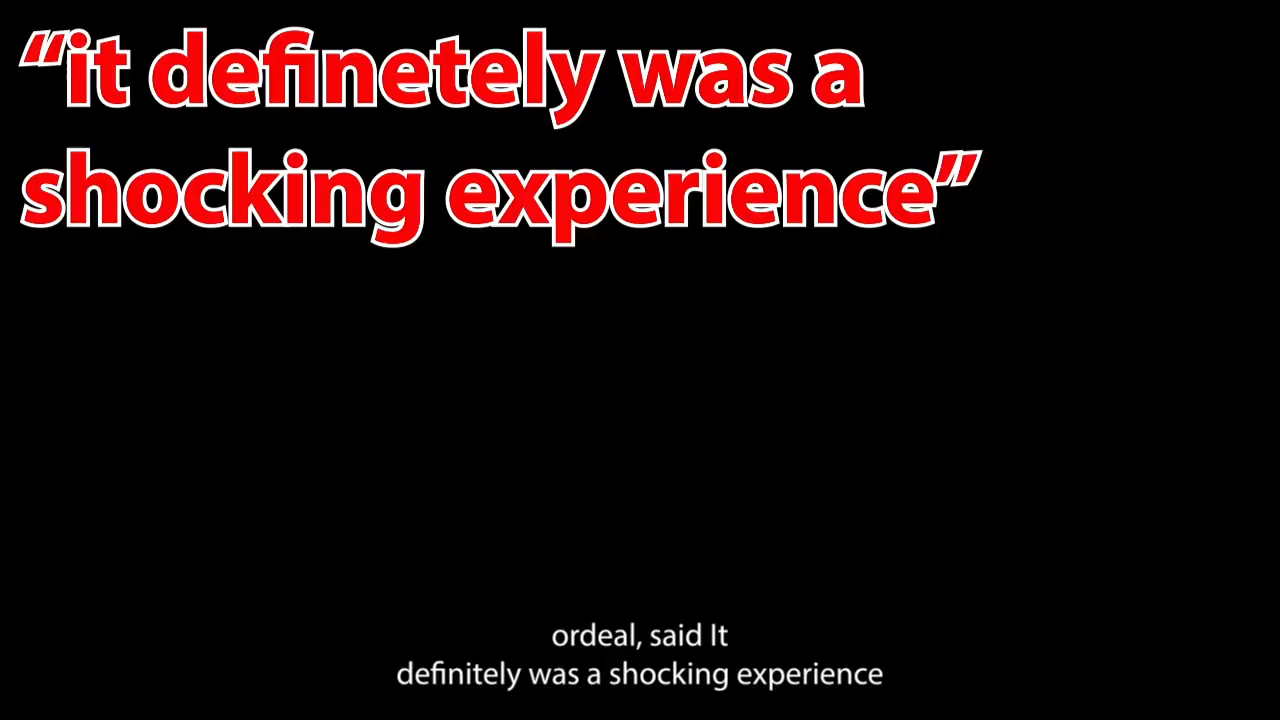 “it definetely was a
shocking experience”
ordeal, said It
definitely was a shocking experience